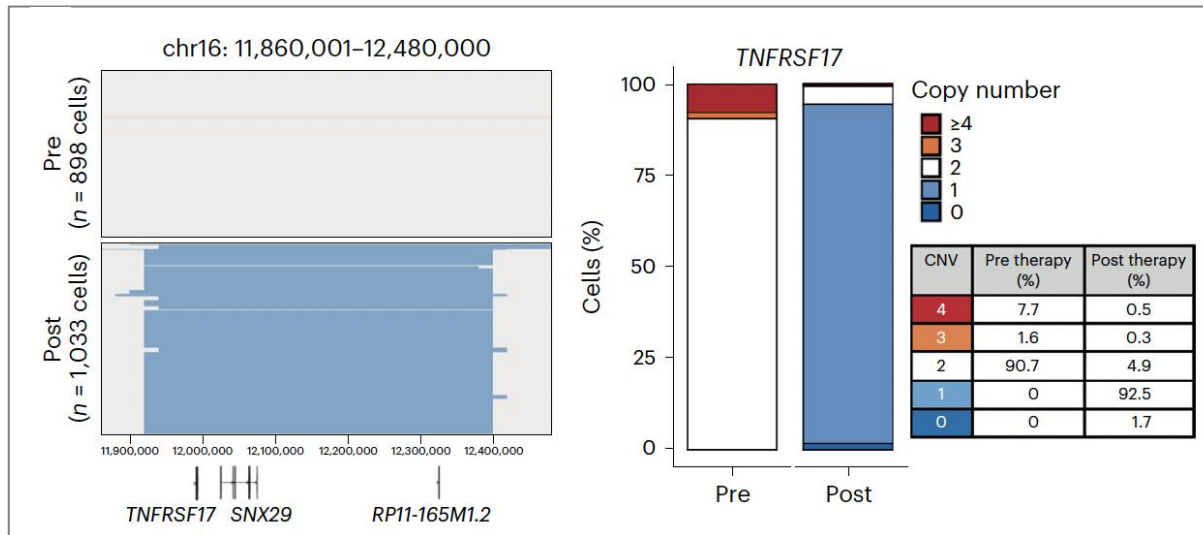 chr16: 11,860,001–12,480,000
Pre
(n = 898 cells)
Post
(n = 1,033 cells)
11,900,000 12,000,000 12,100,000 12,200,000 12,300,000 12,400,000
TNFRSF17 SNX29 RP11-165M1.2
TNFRSF17
Cells (%)
100
75
50
25
0
Pre Post
Copy number
≥4
3
2
1
0
CNV Pre therapy (%) Post therapy (%)
4 7.7 0.5
3 1.6 0.3
2 90.7 4.9
1 0 92.5
0 0 1.7